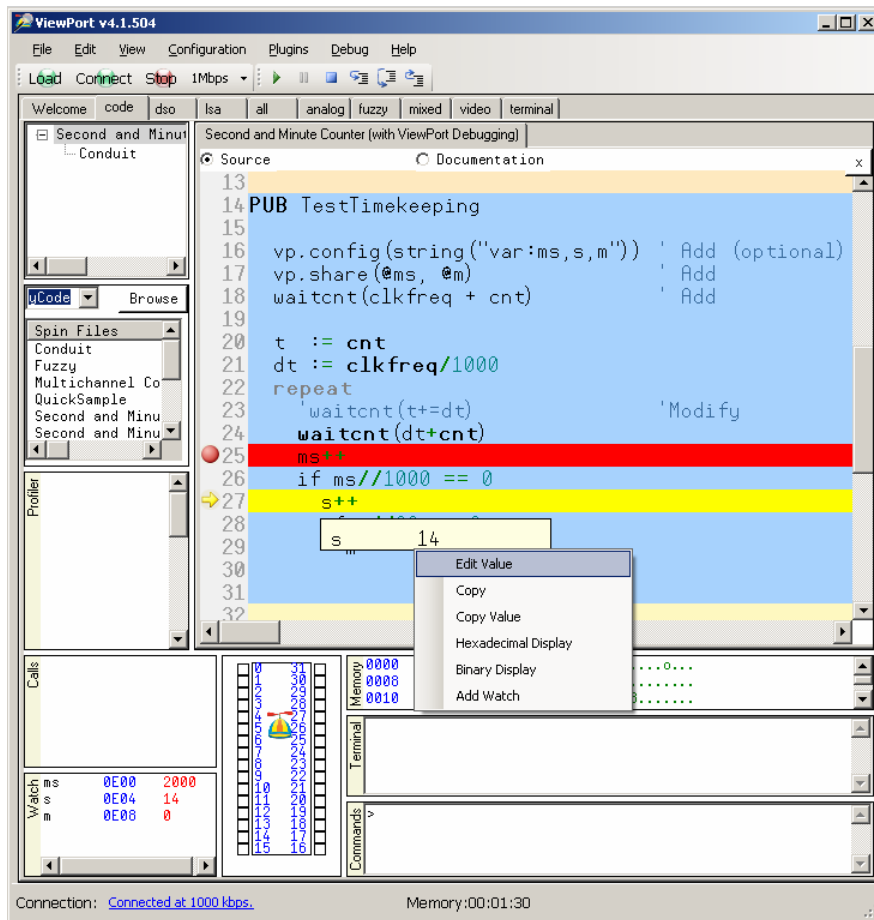 ViewPort v4.1.504
File Edit View Configuration Plugins Debug Help
Load Connect Stop 1Mbps
Welcome code dso lsa all analog fuzzy mixed video terminal
Second and Minut
Conduit
Second and Minute Counter (with ViewPort Debugging)
Source Documentation x
13
14 PUB TestTimekeeping
15
16 vp.config(string("var:ms,s,m")) ' Add (optional)
17 vp.share(@ms, @m) ' Add
18 waitcnt(clkfreq + cnt) ' Add
19
20 t := cnt
21 dt := clkfreq/1000
22 repeat
23 'waitcnt(t+=dt) 'Modify
24 waitcnt(dt+cnt)
25 ms++
26 if ms//1000 == 0
27 s++
28
29 m
30
31
32
s 14
Edit Value
Copy
Copy Value
Hexadecimal Display
Binary Display
Add Watch
yCode Browse
Spin Files
Conduit
Fuzzy
Multichannel Co
QuickSample
Second and Minu
Second and Minu
Profiler
Calls
Watch
ms 0E00 2000
s 0E04 14
m 0E08 0
0 31
1 30
2 29
3 28
4 27
5 26
6 25
7 24
8 23
9 22
10 21
11 20
12 19
13 18
14 17
15 16
Memory
0000 ....o...
0008
0010
Terminal
Commands
>
Connection: Connected at 1000 kbps. Memory:00:01:30